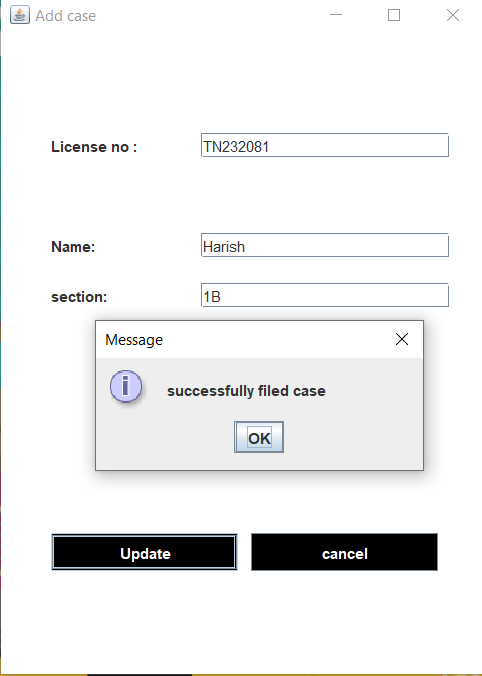 Add case
License no : TN232081
Name: Harish
section: 1B
Message
successfully filed case
OK
Update cancel